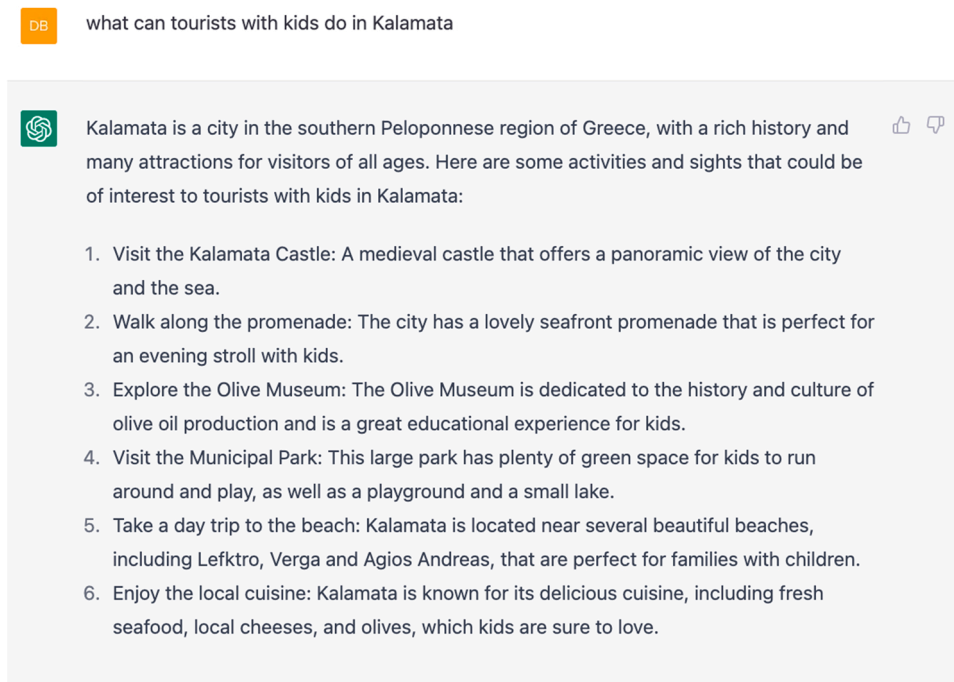 DB
what can tourists with kids do in Kalamata
Kalamata is a city in the southern Peloponnese region of Greece, with a rich history and
many attractions for visitors of all ages. Here are some activities and sights that could be
of interest to tourists with kids in Kalamata:
1. Visit the Kalamata Castle: A medieval castle that offers a panoramic view of the city
and the sea.
2. Walk along the promenade: The city has a lovely seafront promenade that is perfect for
an evening stroll with kids.
3. Explore the Olive Museum: The Olive Museum is dedicated to the history and culture of
olive oil production and is a great educational experience for kids.
4. Visit the Municipal Park: This large park has plenty of green space for kids to run
around and play, as well as a playground and a small lake.
5. Take a day trip to the beach: Kalamata is located near several beautiful beaches,
including Lefktro, Verga and Agios Andreas, that are perfect for families with children.
6. Enjoy the local cuisine: Kalamata is known for its delicious cuisine, including fresh
seafood, local cheeses, and olives, which kids are sure to love.